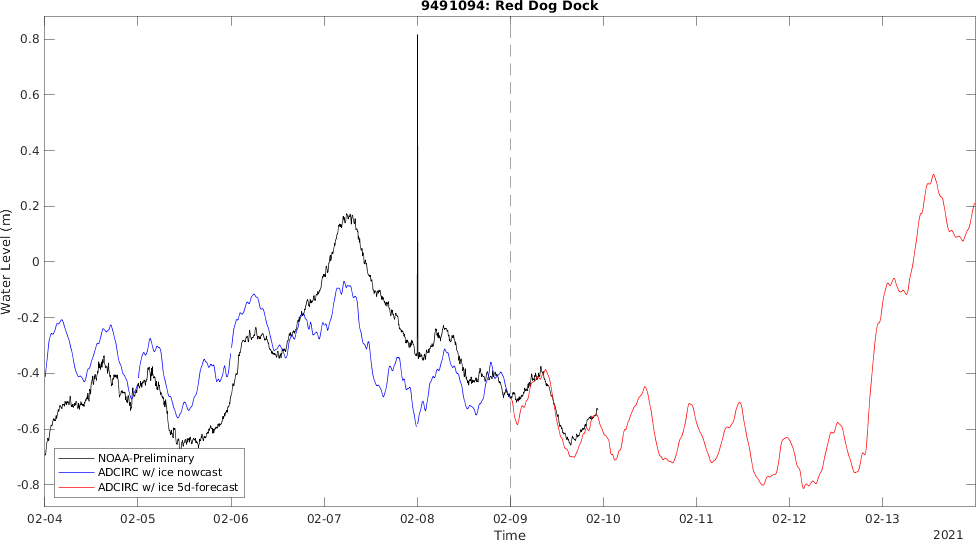 9491094: Red Dog Dock
Water Level (m)
0.8
0.6
0.4
0.2
0
-0.2
-0.4
-0.6
-0.8
NOAA-Preliminary
ADCIRC w/ ice nowcast
ADCIRC w/ ice 5d-forecast
02-04 02-05 02-06 02-07 02-08 02-09 02-10 02-11 02-12 02-13
Time
2021